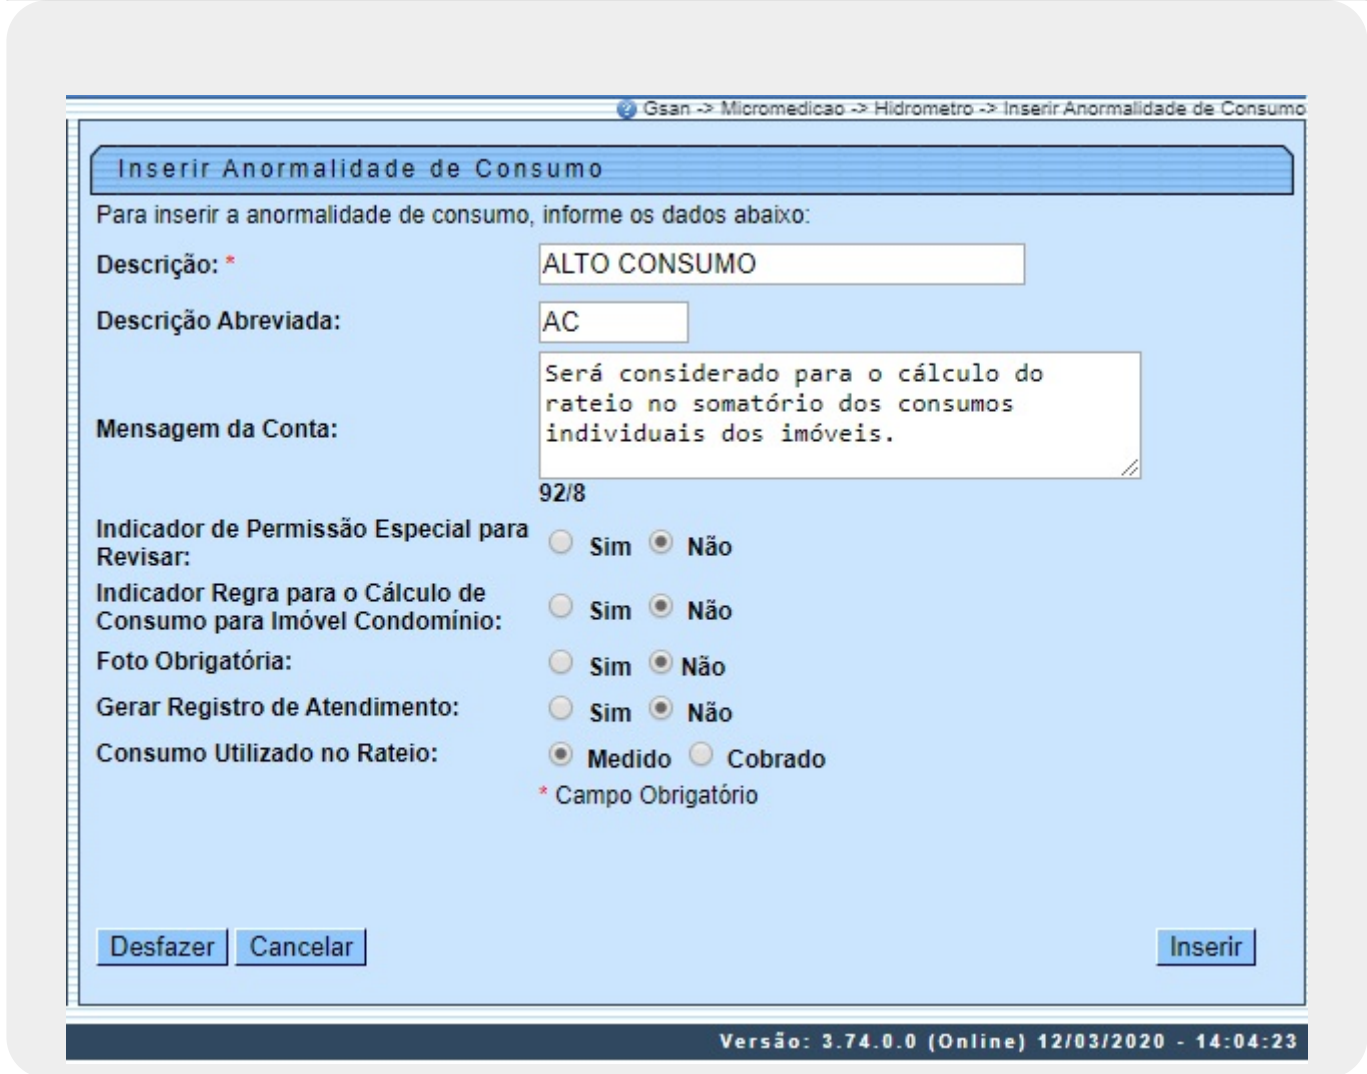 Gsan -> Micromedicao -> Hidrometro -> Inserir Anormalidade de Consumo
Inserir Anormalidade de Consumo
Para inserir a anormalidade de consumo, informe os dados abaixo:
Descrição: * ALTO CONSUMO
Descrição Abreviada: AC
Mensagem da Conta:
Será considerado para o cálculo do
rateio no somatório dos consumos
individuais dos imóveis.
92/8
Indicador de Permissão Especial para
Revisar: Sim Não
Indicador Regra para o Cálculo de
Consumo para Imóvel Condomínio: Sim Não
Foto Obrigatória: Sim Não
Gerar Registro de Atendimento: Sim Não
Consumo Utilizado no Rateio: Medido Cobrado
* Campo Obrigatório
Desfazer Cancelar Inserir
Versão: 3.74.0.0 (Online) 12/03/2020 - 14:04:23